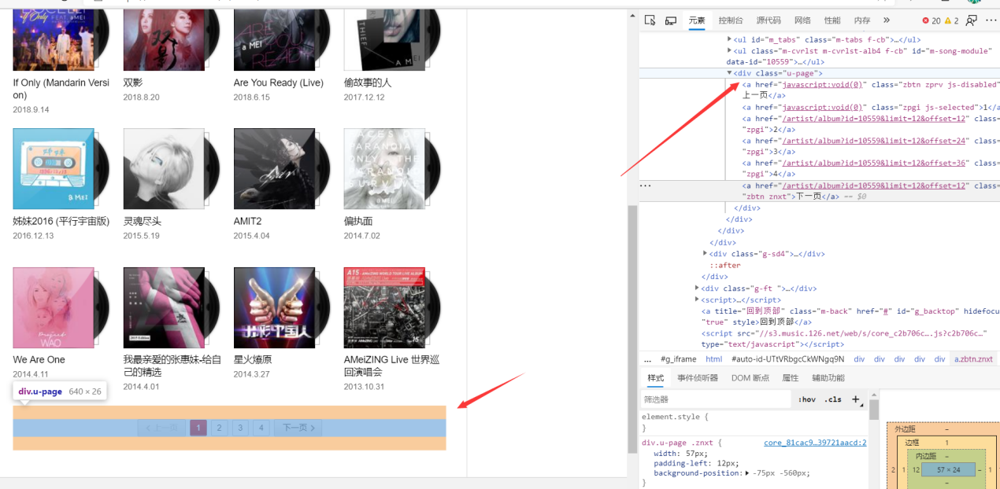 If Only (Mandarin Versi
on)
2018.9.14
双影
2018.8.20
Are You Ready (Live)
2018.6.15
偷故事的人
2017.12.12
姊妹2016 (平行宇宙版)
2016.12.13
灵魂尽头
2015.5.19
AMIT2
2015.4.04
偏执面
2014.7.02
We Are One
2014.4.11
我最亲爱的张惠妹-给自
己的精选
2014.4.01
星火燎原
2014.3.27
AMeiZING Live 世界巡
回演唱会
2013.10.31
div.u-page 640 × 26
上一页 1 2 3 4 下一页
元素 控制台 源代码 网络 性能 内存 » 20 2 ···
<ul id="m_tabs" class="m-tabs f-cb">…</ul>
<ul class="m-cvrlst m-cvrlst-alb4 f-cb" id="m-song-module"
data-id="10559">…</ul>
<div class="u-page">
<a href="javascript:void(0)" class="zbtn zprv js-disabled"
上一页</a>
<a href="javascript:void(0)" class="zpgi js-selected">1</a
<a href="/artist/album?id=10559&limit=12&offset=12" class=
"zpgi">2</a>
<a href="/artist/album?id=10559&limit=12&offset=24" class=
"zpgi">3</a>
<a href="/artist/album?id=10559&limit=12&offset=36" class=
"zpgi">4</a>
··· <a href="/artist/album?id=10559&limit=12&offset=12" class=
"zbtn znxt">下一页</a> == $0
</div>
</div>
</div>
</div>
<div class="g-sd4">…</div>
::after
</div>
<div class="g-ft ">…</div>
<script>…</script>
<a title="回到顶部" class="m-back" href="#" id="g_backtop" hidefocu
"true" style>回到顶部</a>
<script src="//s3.music.126.net/web/s/core_c2b706c….js?c2b706c…"
type="text/javascript"></script>
... #g_iframe html #auto-id-UTtVRbgcCkWNgq9N div div div div div a.zbtn.znxt
样式 事件侦听器 DOM 断点 属性 辅助功能
筛选器 :hov .cls +
element.style {
}
div.u-page .znxt { core_81cac9…39721aacd:2
width: 57px;
padding-left: 12px;
background-position: -75px -560px;
}
外边距 –
边框 1
内边距 –
2 1 12 57 × 24 – 1
–